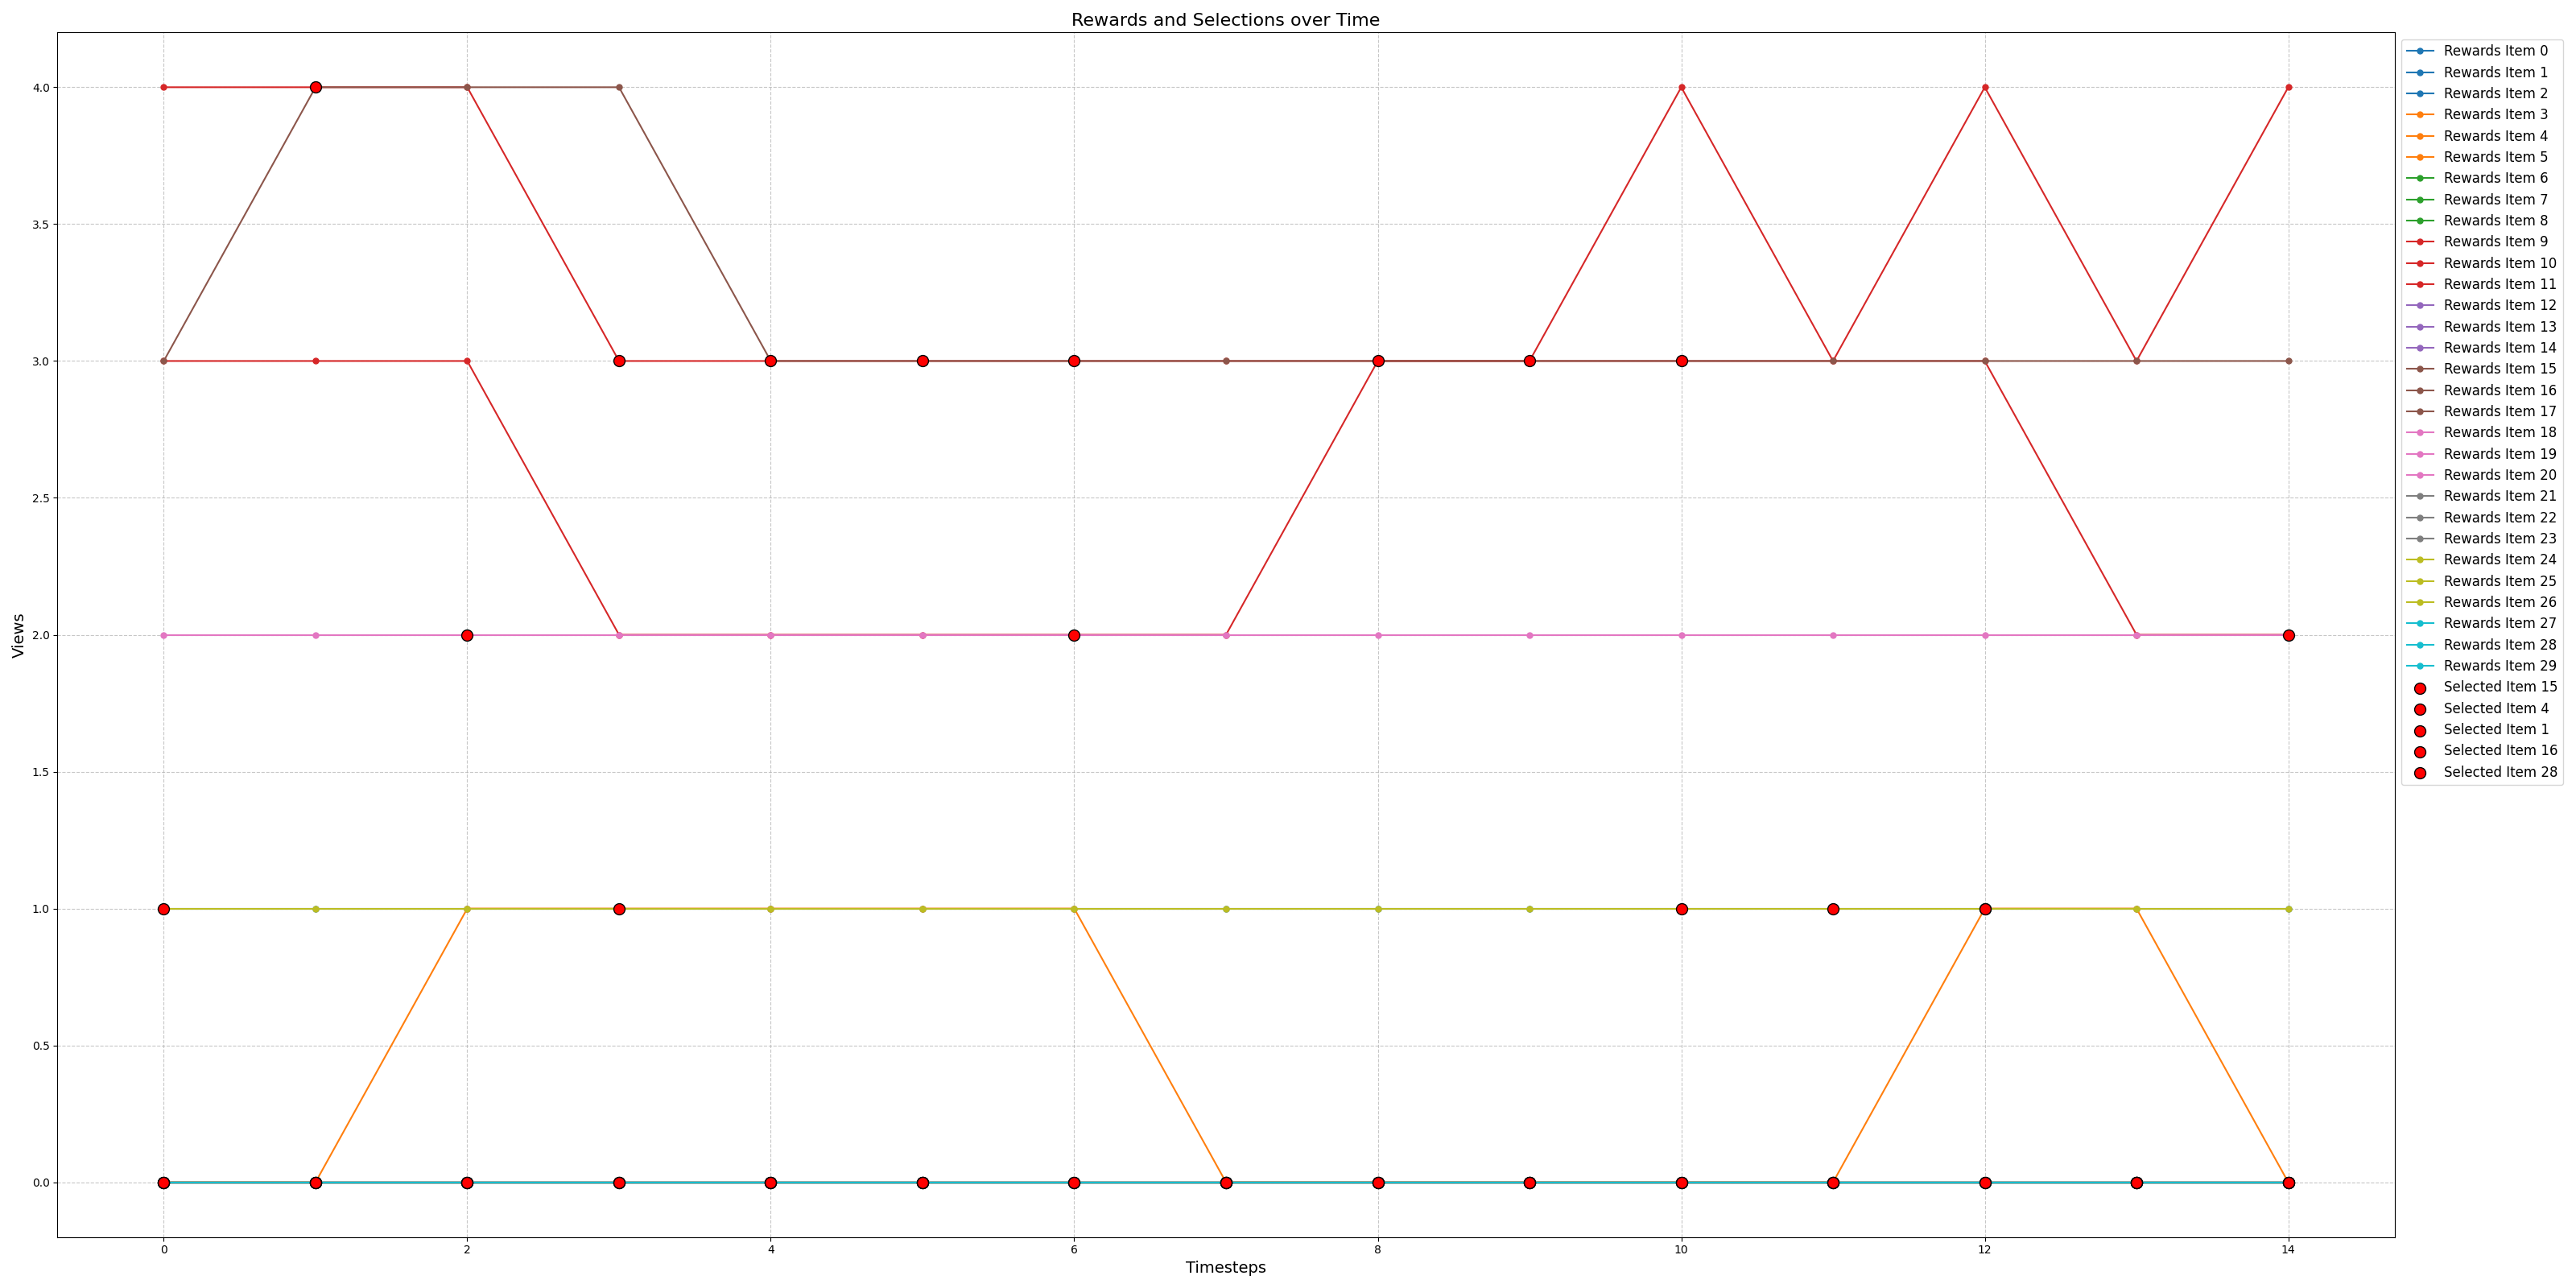 Rewards and Selections over Time
4.0
3.5
3.0
2.5
2.0
1.5
1.0
0.5
0.0
Views
0 2 4 6 8 10 12 14
Timesteps
Rewards Item 0
Rewards Item 1
Rewards Item 2
Rewards Item 3
Rewards Item 4
Rewards Item 5
Rewards Item 6
Rewards Item 7
Rewards Item 8
Rewards Item 9
Rewards Item 10
Rewards Item 11
Rewards Item 12
Rewards Item 13
Rewards Item 14
Rewards Item 15
Rewards Item 16
Rewards Item 17
Rewards Item 18
Rewards Item 19
Rewards Item 20
Rewards Item 21
Rewards Item 22
Rewards Item 23
Rewards Item 24
Rewards Item 25
Rewards Item 26
Rewards Item 27
Rewards Item 28
Rewards Item 29
Selected Item 15
Selected Item 4
Selected Item 1
Selected Item 16
Selected Item 28